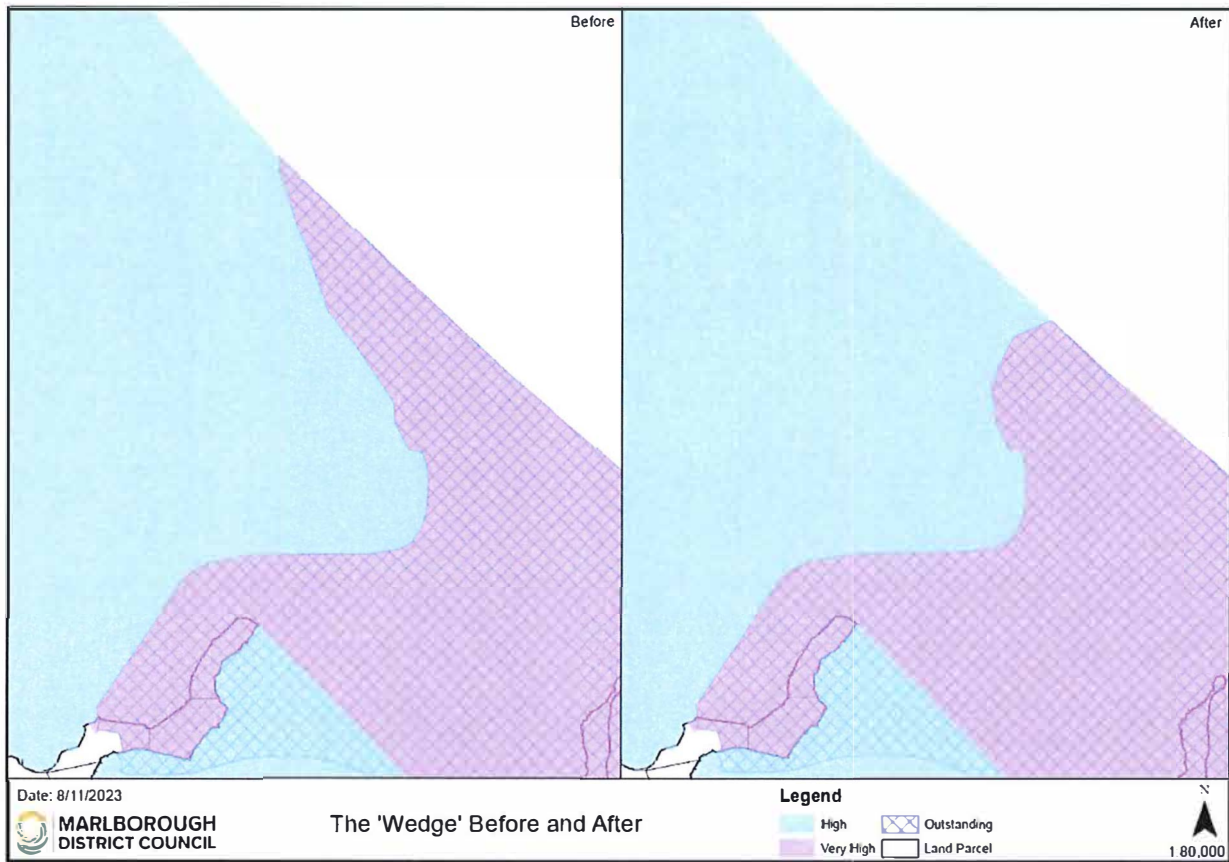 Before
After
Date: 8/11/2023
MARLBOROUGH
DISTRICT COUNCIL
The 'Wedge' Before and After
Legend
High
Outstanding
Very High
Land Parcel
N
1 80,000